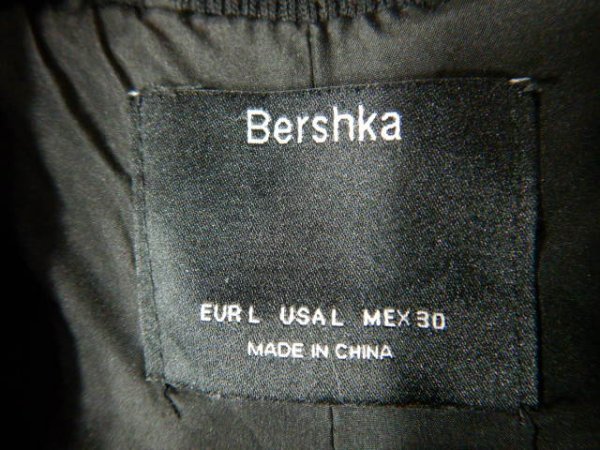 Bershka
EUR L USA L MEX 30
MADE IN CHINA